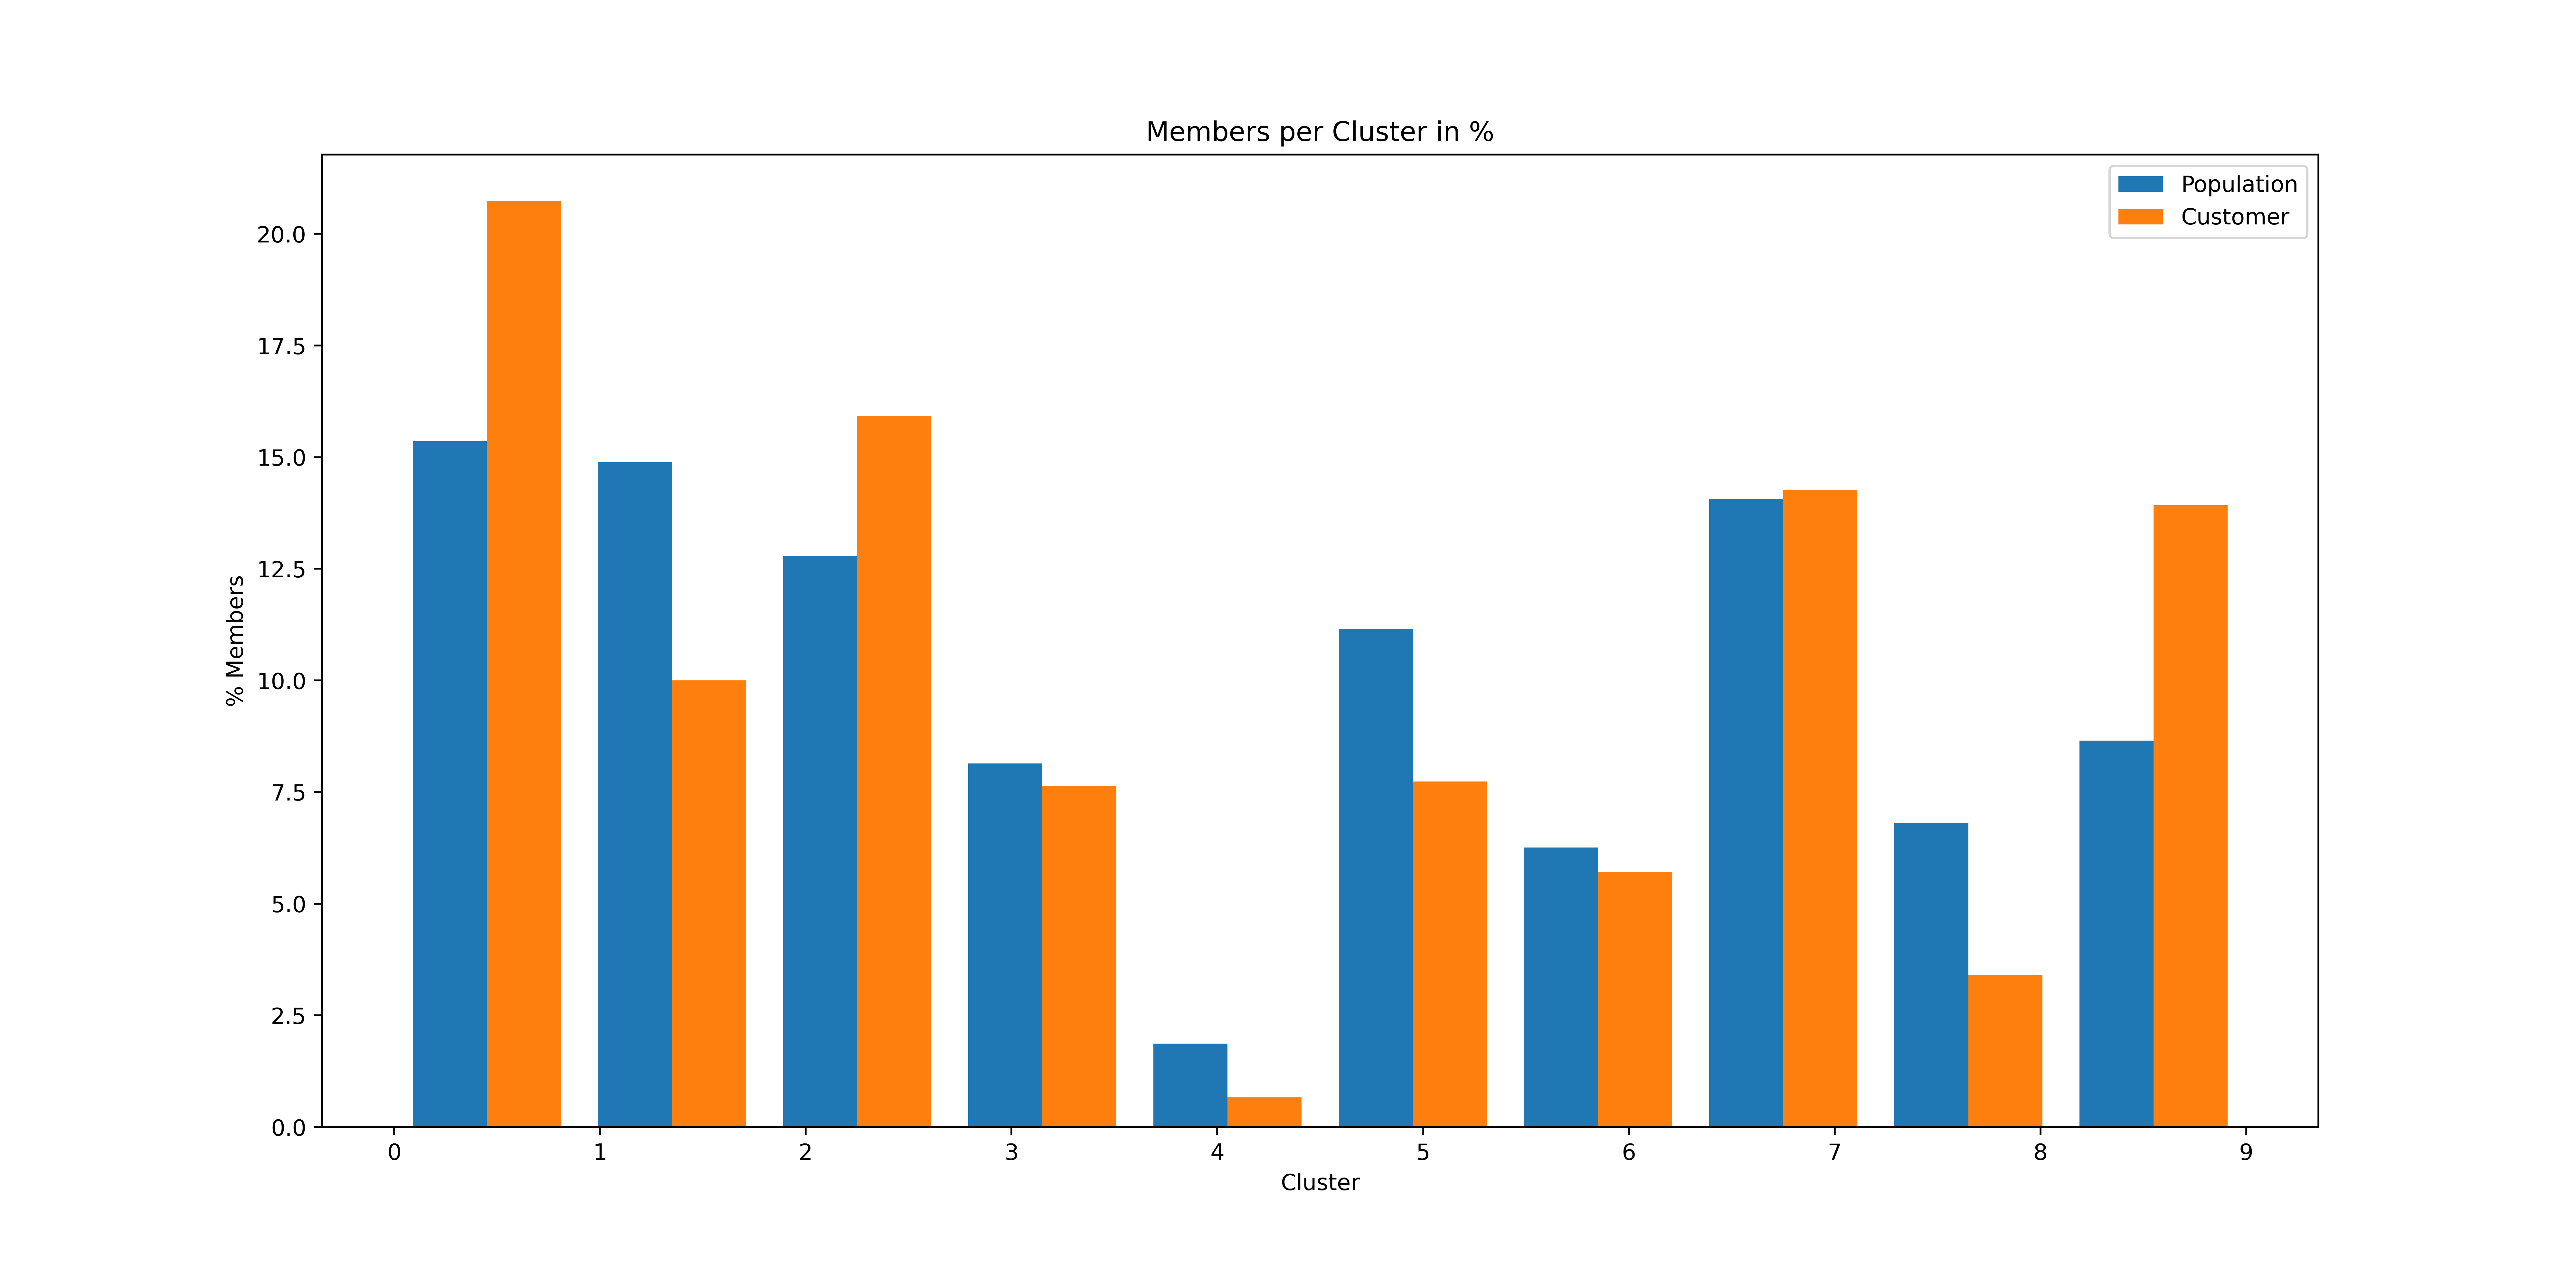 Members per Cluster in %
Population
Customer
20.0
17.5
15.0
12.5
10.0
7.5
5.0
2.5
0.0
% Members
0 1 2 3 4 5 6 7 8 9
Cluster